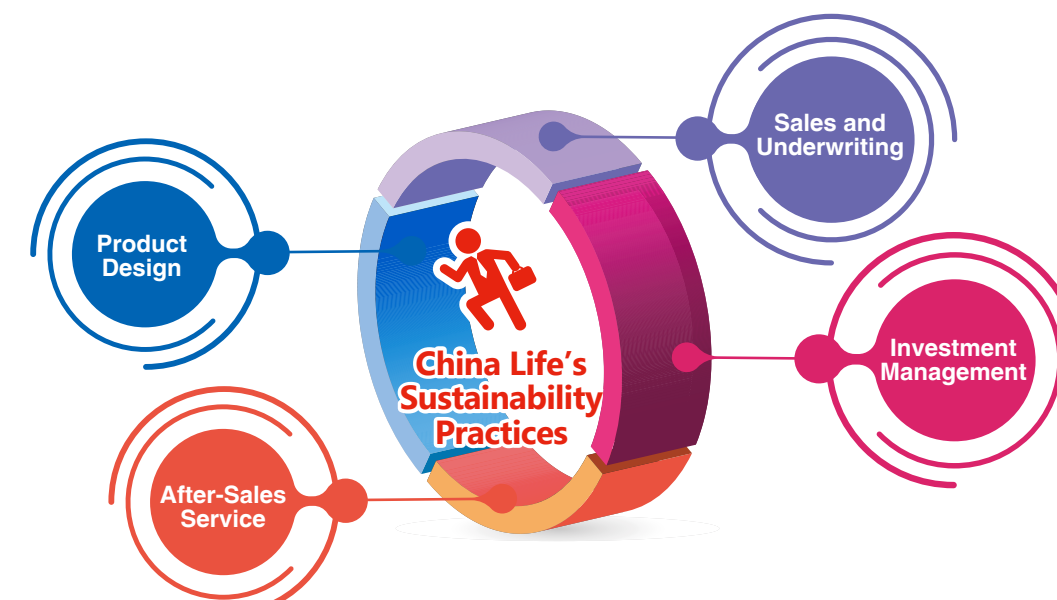 Sales and
Underwriting
Product
Design
Investment
Management
China Life's
Sustainability
Practices
After-Sales
Service